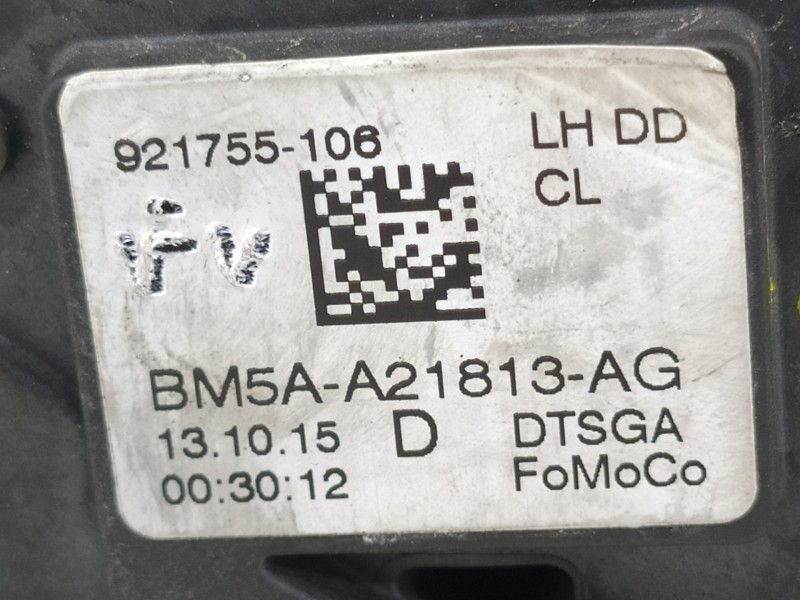 921755-106
LH DD
CL
BM5A-A21813-AG
13.10.15 D DTSGA
00:30:12 FoMoCo